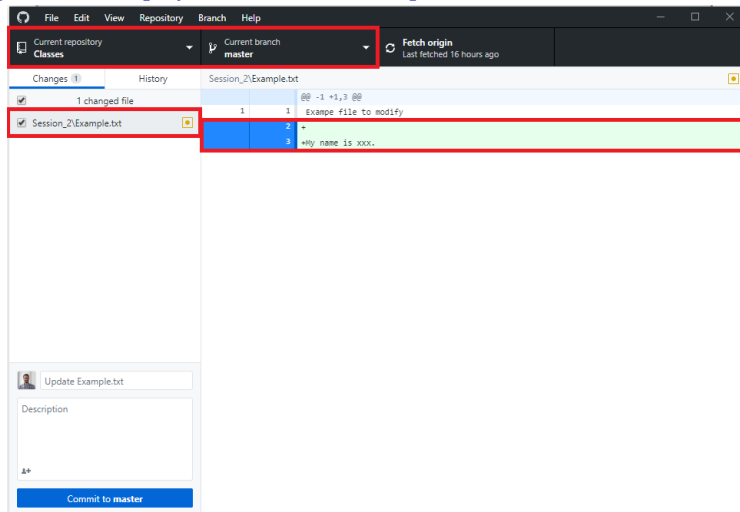 File Edit View Repository Branch Help
Current repository
Classes
Current branch
master
Fetch origin
Last fetched 16 hours ago
Changes 1 History
Session_2\Example.txt
1 changed file
Session_2\Example.txt
@@ -1 +1,3 @@
1 1 Exampe file to modify
2 +
3 +My name is xxx.
Update Example.txt
Description
Commit to master